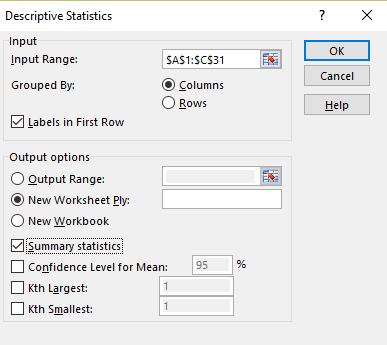 Descriptive Statistics
?
×
Input
Input Range:
$A$1:$C$31
Grouped By:
Columns
Rows
Labels in First Row
OK
Cancel
Help
Output options
Output Range:
New Worksheet Ply:
New Workbook
Summary statistics
Confidence Level for Mean:
95 %
Kth Largest:
1
Kth Smallest:
1